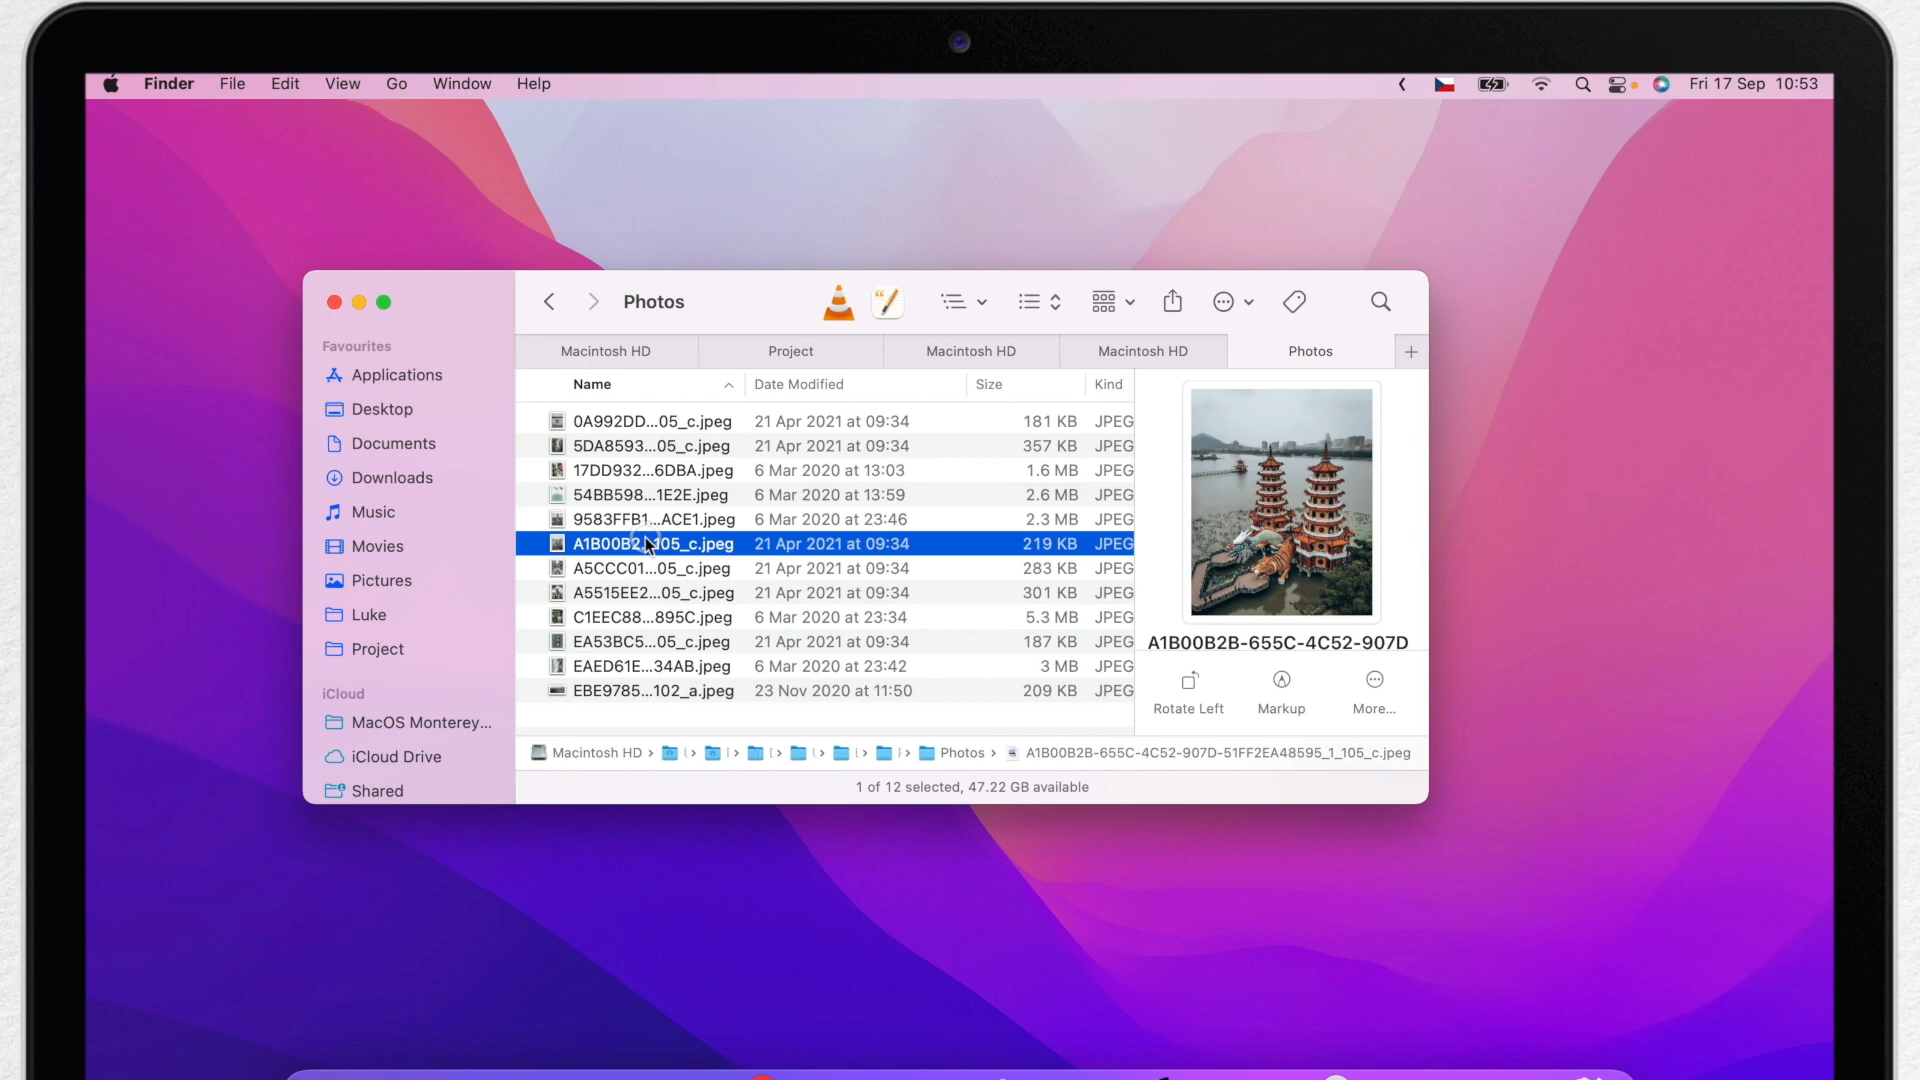 Finder File Edit View Go Window Help Fri 17 Sep 10:53
Photos
Macintosh HD Project Macintosh HD Macintosh HD Photos
Favourites
Applications
Desktop
Documents
Downloads
Music
Movies
Pictures
Luke
Project
iCloud
MacOS Monterey...
iCloud Drive
Shared
Name Date Modified Size Kind
0A992DD...05_c.jpeg 21 Apr 2021 at 09:34 181 KB JPEG
5DA8593...05_c.jpeg 21 Apr 2021 at 09:34 357 KB JPEG
17DD932...6DBA.jpeg 6 Mar 2020 at 13:03 1.6 MB JPEG
54BB598...1E2E.jpeg 6 Mar 2020 at 13:59 2.6 MB JPEG
9583FFB1...ACE1.jpeg 6 Mar 2020 at 23:46 2.3 MB JPEG
A1B00B2...105_c.jpeg 21 Apr 2021 at 09:34 219 KB JPEG
A5CCC01...05_c.jpeg 21 Apr 2021 at 09:34 283 KB JPEG
A5515EE2...05_c.jpeg 21 Apr 2021 at 09:34 301 KB JPEG
C1EEC88...895C.jpeg 6 Mar 2020 at 23:34 5.3 MB JPEG
EA53BC5...05_c.jpeg 21 Apr 2021 at 09:34 187 KB JPEG
EAED61E...34AB.jpeg 6 Mar 2020 at 23:42 3 MB JPEG
EBE9785...102_a.jpeg 23 Nov 2020 at 11:50 209 KB JPEG
A1B00B2B-655C-4C52-907D
Rotate Left Markup More...
Macintosh HD › Photos › A1B00B2B-655C-4C52-907D-51FF2EA48595_1_105_c.jpeg
1 of 12 selected, 47.22 GB available